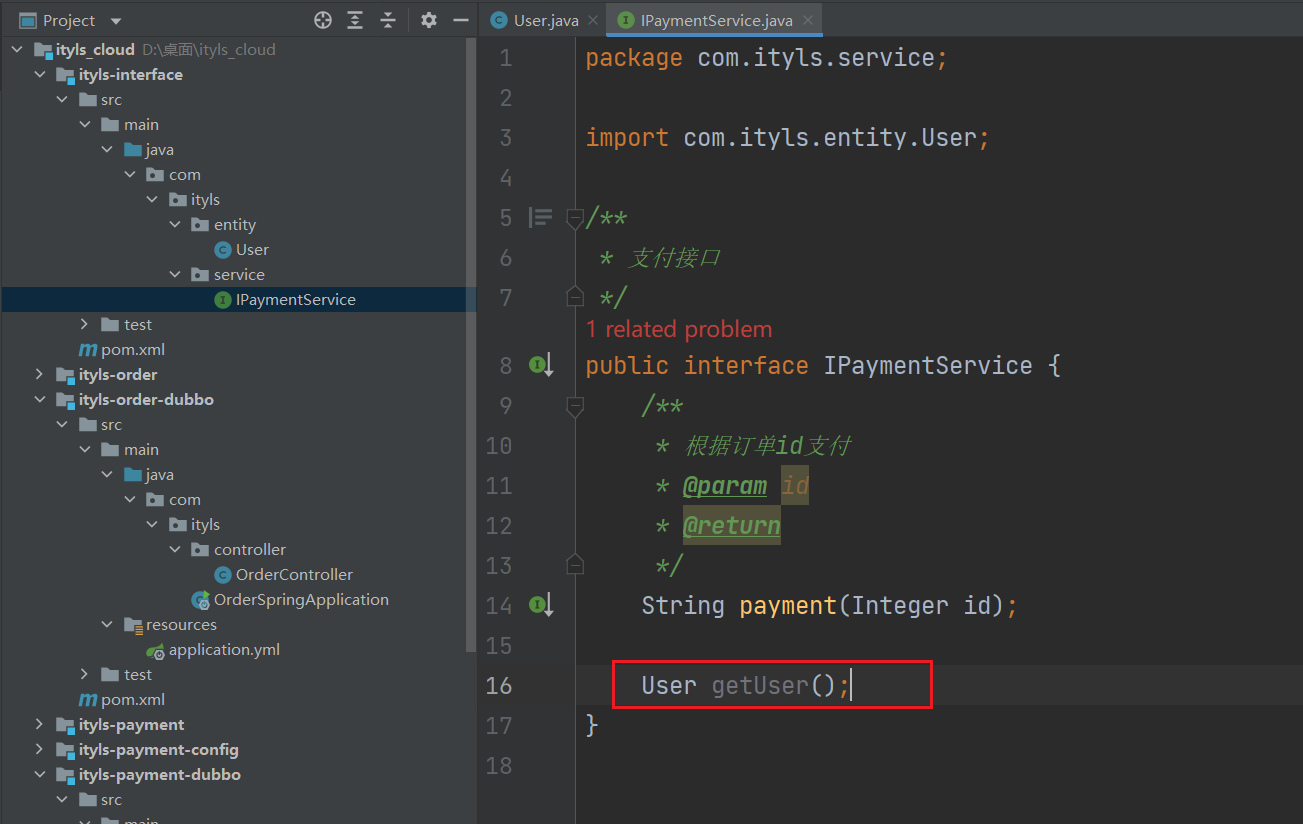 Project
ityls_cloud D:\桌面\ityls_cloud
ityls-interface
src
main
java
com
ityls
entity
User
service
IPaymentService
test
pom.xml
ityls-order
ityls-order-dubbo
src
main
java
com
ityls
controller
OrderController
OrderSpringApplication
resources
application.yml
test
pom.xml
ityls-payment
ityls-payment-config
ityls-payment-dubbo
src
main
User.java
IPaymentService.java
1 package com.ityls.service;
2
3 import com.ityls.entity.User;
4
5 /**
6 * 支付接口
7 */
1 related problem
8 public interface IPaymentService {
9 /**
10 * 根据订单id支付
11 * @param id
12 * @return
13 */
14 String payment(Integer id);
15
16 User getUser();
17 }
18